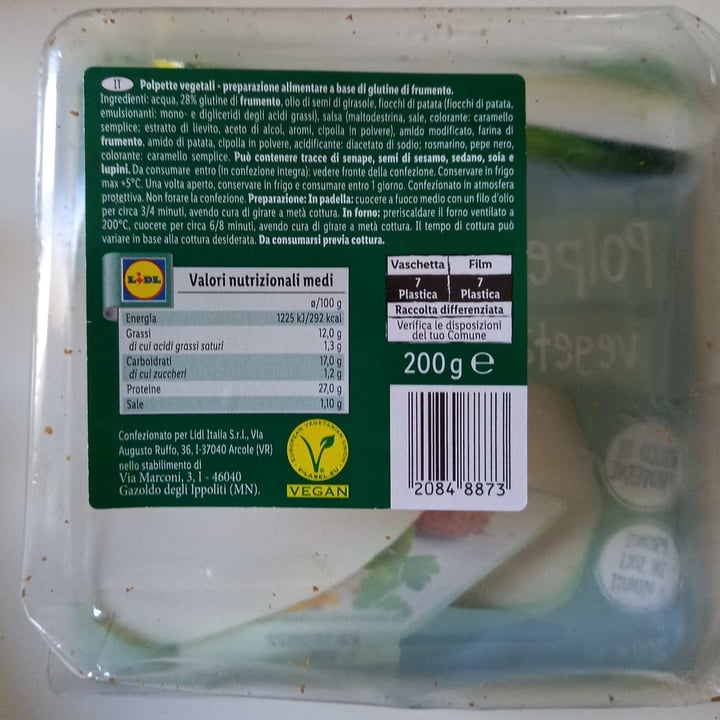 IT Polpette vegetali - preparazione alimentare a base di glutine di frumento.
Ingredienti: acqua, 28% glutine di frumento, olio di semi di girasole, fiocchi di patata (fiocchi di patata,
emulsionanti: mono- e digliceridi degli acidi grassi), salsa (maltodestrina, sale, colorante: caramello
semplice; estratto di lievito, aceto di alcol, aromi, cipolla in polvere), amido modificato, farina di
frumento, amido di patata, cipolla in polvere, acidificante: diacetato di sodio; rosmarino, pepe nero,
colorante: caramello semplice. Può contenere tracce di senape, semi di sesamo, sedano, soia e
lupini. Da consumare entro (in confezione integra): vedere fronte della confezione. Conservare in frigo
max +5°C. Una volta aperto, conservare in frigo e consumare entro 1 giorno. Confezionato in atmosfera
protettiva. Non forare la confezione. Preparazione: In padella: cuocere a fuoco medio con un filo d'olio
per circa 3/4 minuti, avendo cura di girare a metà cottura. In forno: preriscaldare il forno ventilato a
200°C, cuocere per circa 6/8 minuti, avendo cura di girare a metà cottura. Il tempo di cottura può
variare in base alla cottura desiderata. Da consumarsi previa cottura.
LIDL
Valori nutrizionali medi
ø/100 g
Energia 1225 kJ/292 kcal
Grassi 12,0 g
di cui acidi grassi saturi 1,3 g
Carboidrati 17,0 g
di cui zuccheri 1,2 g
Proteine 27,0 g
Sale 1,10 g
Vaschetta Film
7 7
Plastica Plastica
Raccolta differenziata
Verifica le disposizioni
del tuo Comune
200 g e
Confezionato per Lidl Italia S.r.l., Via
Augusto Ruffo, 36, I-37040 Arcole (VR)
nello stabilimento di
Via Marconi, 3, I - 46040
Gazoldo degli Ippoliti (MN).
EUROPEAN VEGETARIAN UNION
V-LABEL.EU
VEGAN
2084 8873
Polpe
vegeta